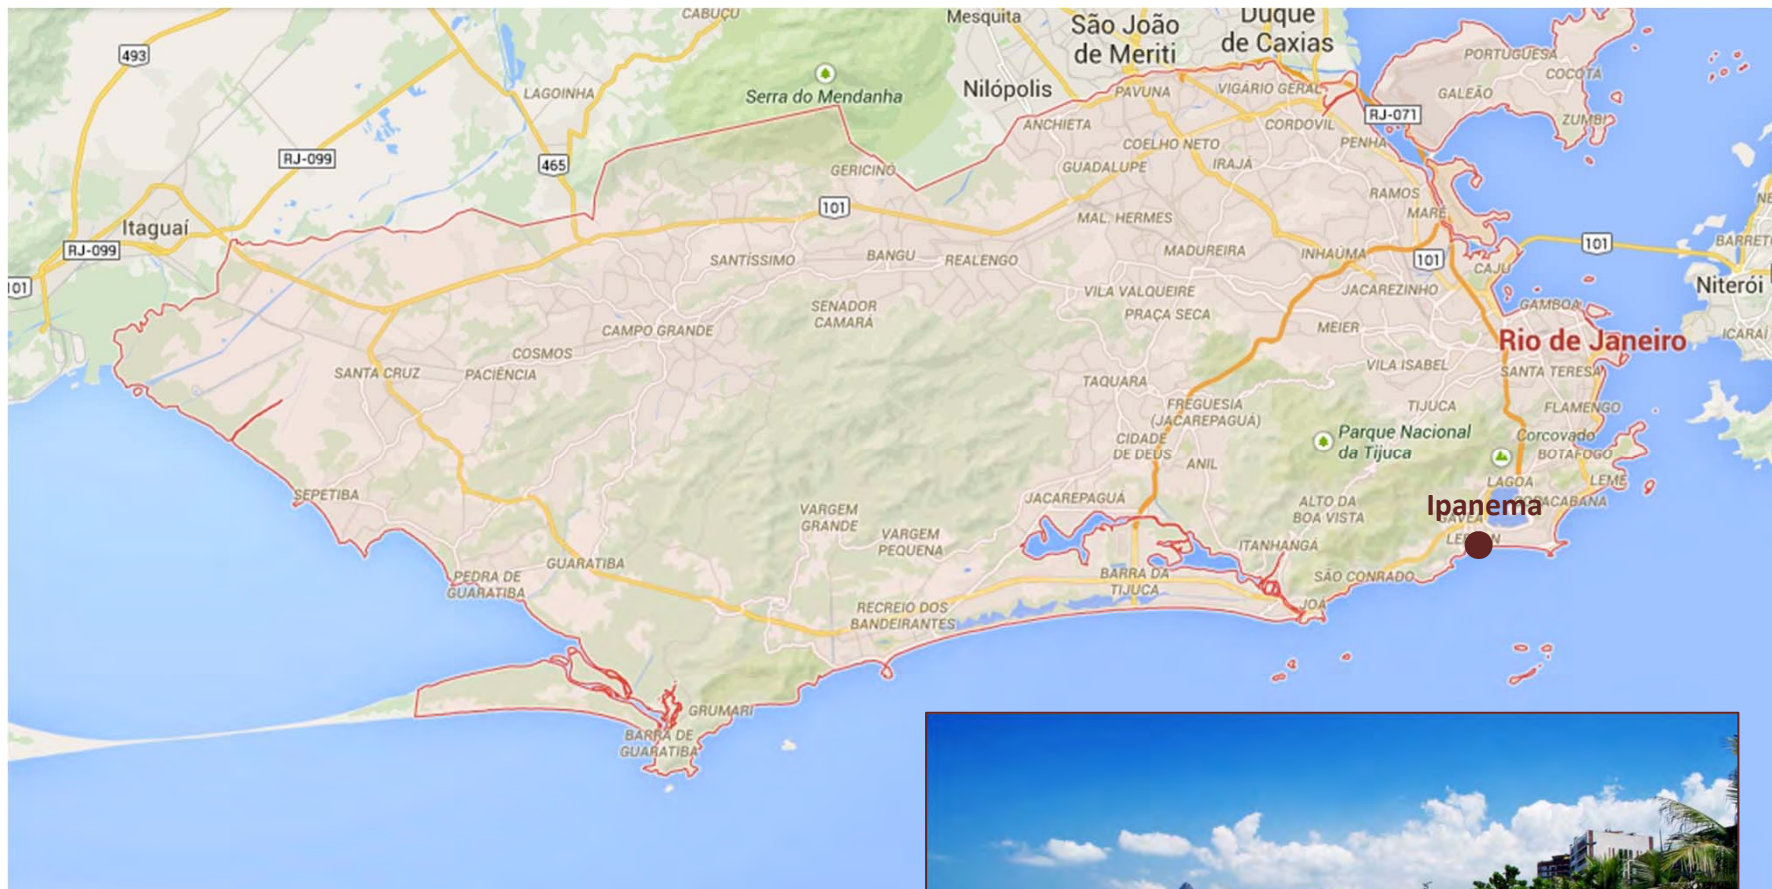 CABUÇU
Mesquita
São João
de Meriti
Duque
de Caxias
493
LAGOINHA
Serra do Mendanha
Nilópolis
PAVUNA
VIGÁRIO GERAL
PORTUGUESA
COCOTÁ
GALEÃO
RJ-071
ZUMBI
ANCHIETA
CORDOVIL
RJ-099
465
COELHO NETO
PENHA
GERICINÓ
GUADALUPE
IRAJÁ
RAMOS
101
MAL. HERMES
MARÉ
Itaguaí
RJ-099
SANTÍSSIMO
BANGU
REALENGO
MADUREIRA
INHAÚMA
101
101
BARRETO
CAJU
101
Niterói
VILA VALQUEIRE
JACAREZINHO
SENADOR
CAMARÁ
PRAÇA SECA
GAMBOA
CAMPO GRANDE
MEIER
Rio de Janeiro
ICARAÍ
COSMOS
SANTA CRUZ
PACIÊNCIA
VILA ISABEL
SANTA TERESA
TAQUARA
FREGUESIA
(JACAREPAGUÁ)
TIJUCA
FLAMENGO
CIDADE
DE DEUS
Parque Nacional
da Tijuca
Corcovado
BOTAFOGO
ANIL
LAGOA
LEME
SEPETIBA
JACAREPAGUÁ
ALTO DA
BOA VISTA
Ipanema
COPACABANA
GÁVEA
VARGEM
GRANDE
VARGEM
PEQUENA
ITANHANGÁ
LEBLON
GUARATIBA
PEDRA DE
GUARATIBA
BARRA DA
TIJUCA
SÃO CONRADO
RECREIO DOS
BANDEIRANTES
JOÁ
GRUMARI
BARRA DE
GUARATIBA